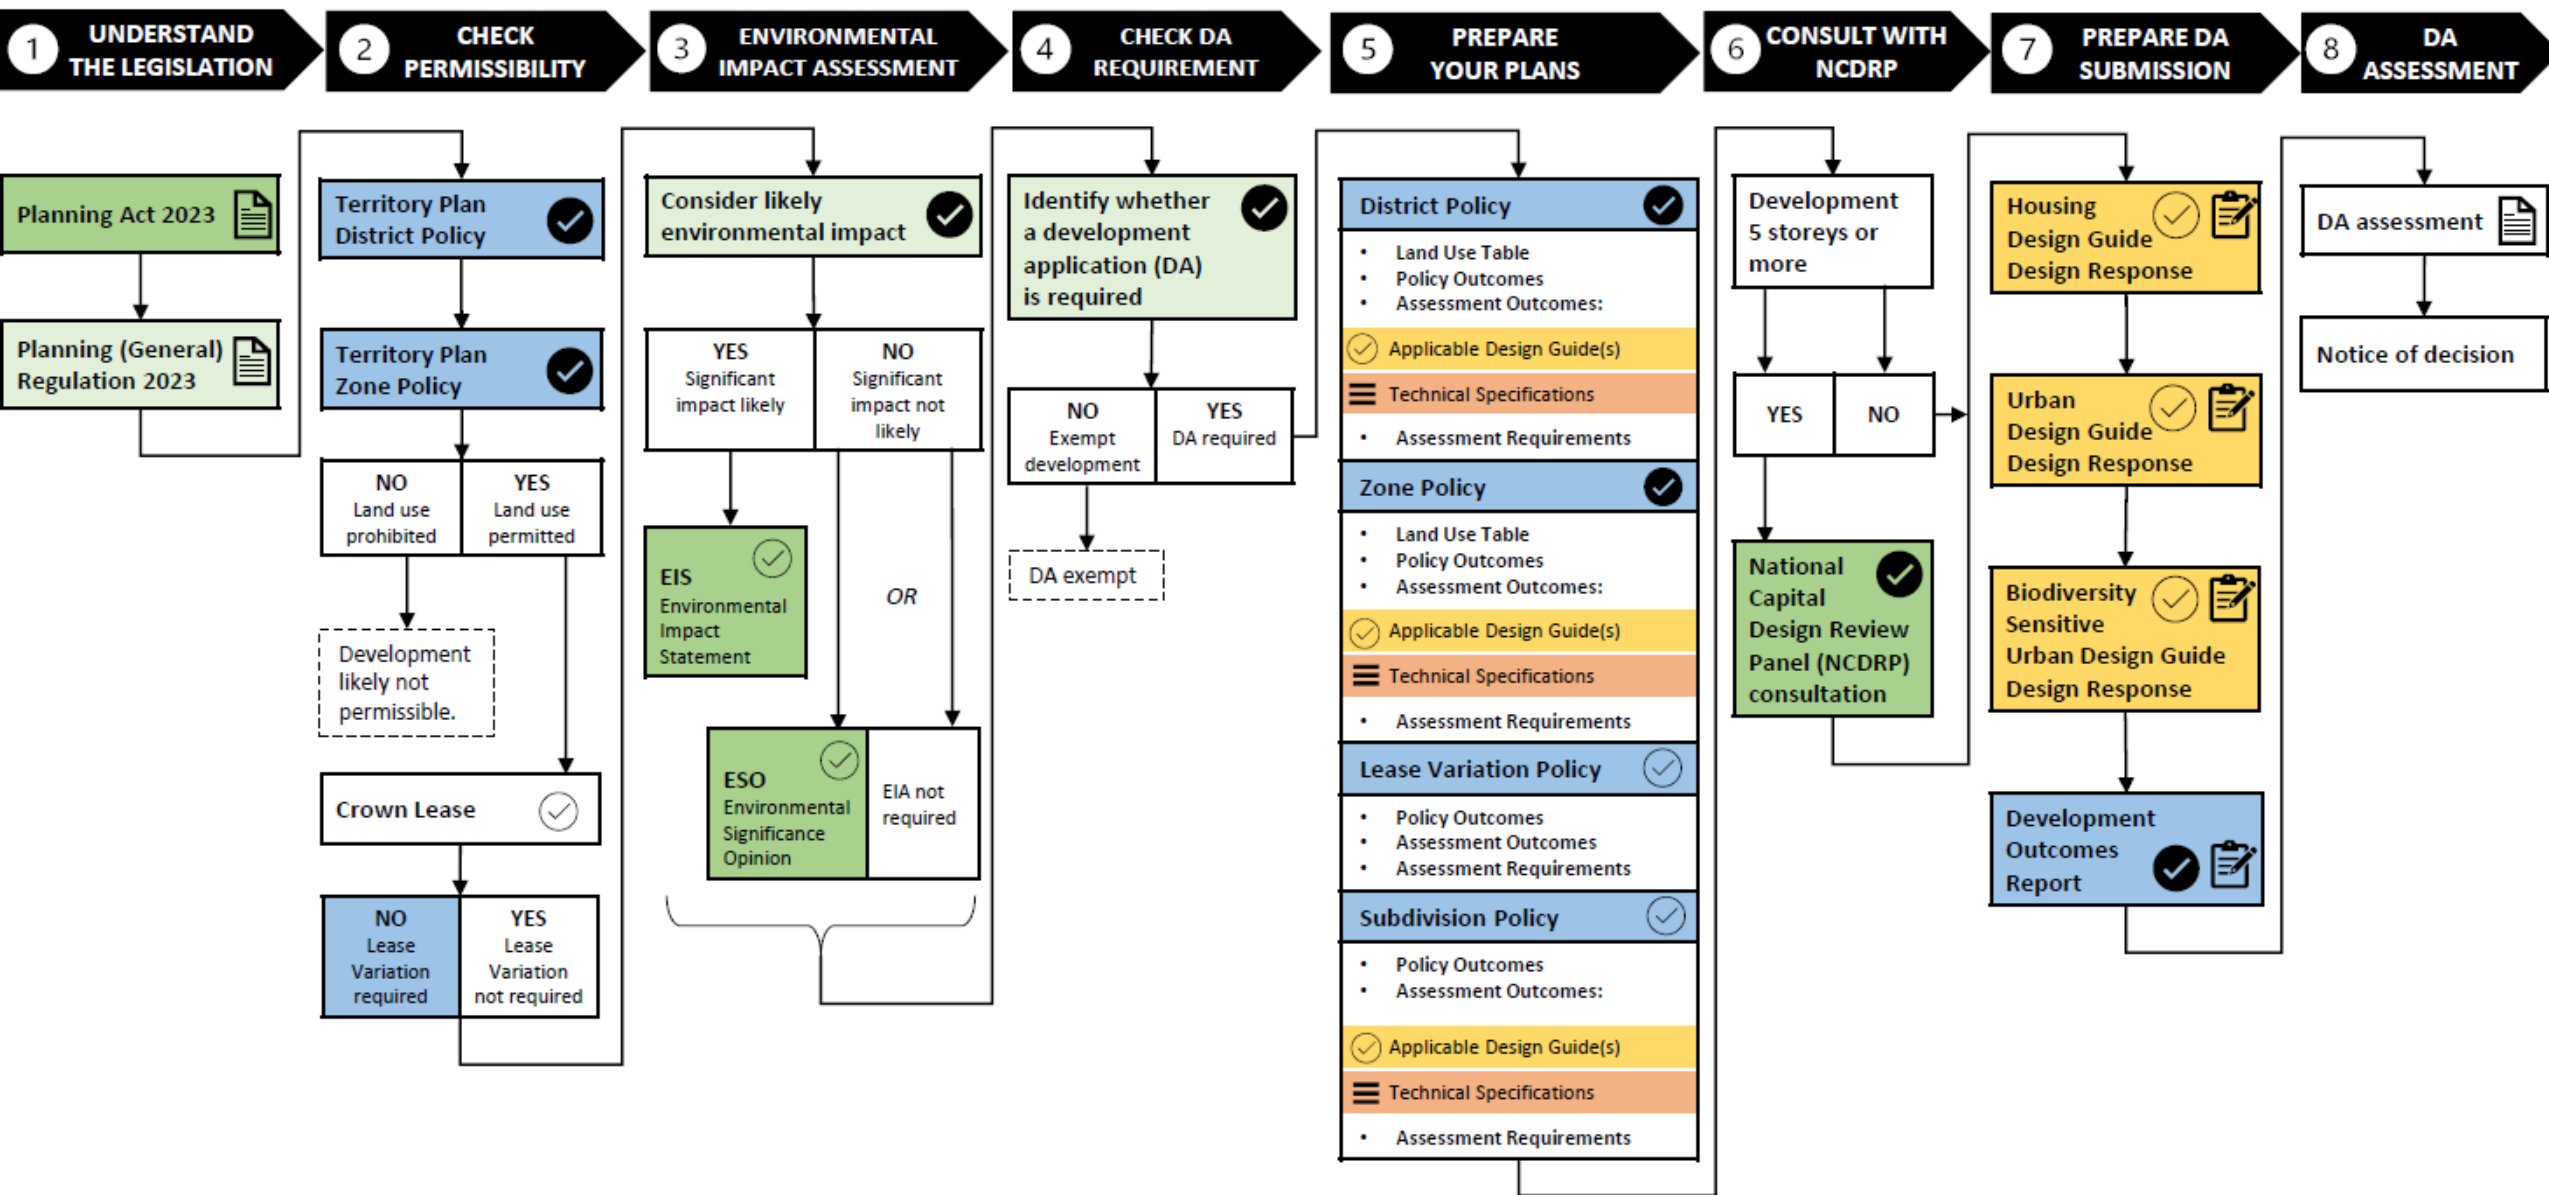 1 UNDERSTAND
THE LEGISLATION
2 CHECK
PERMISSIBILITY
3 ENVIRONMENTAL
IMPACT ASSESSMENT
4 CHECK DA
REQUIREMENT
5 PREPARE
YOUR PLANS
6 CONSULT WITH
NCDRP
7 PREPARE DA
SUBMISSION
8 DA
ASSESSMENT
Planning Act 2023
Planning (General)
Regulation 2023
Territory Plan
District Policy
Territory Plan
Zone Policy
NO
Land use
prohibited
YES
Land use
permitted
Development
likely not
permissible.
Crown Lease
NO
Lease
Variation
required
YES
Lease
Variation
not required
Consider likely
environmental impact
YES
Significant
impact likely
NO
Significant
impact not
likely
EIS
Environmental
Impact
Statement
OR
ESO
Environmental
Significance
Opinion
EIA not
required
Identify whether
a development
application (DA)
is required
NO
Exempt
development
YES
DA required
DA exempt
District Policy
• Land Use Table
• Policy Outcomes
• Assessment Outcomes:
Applicable Design Guide(s)
Technical Specifications
• Assessment Requirements
Zone Policy
• Land Use Table
• Policy Outcomes
• Assessment Outcomes:
Applicable Design Guide(s)
Technical Specifications
• Assessment Requirements
Lease Variation Policy
• Policy Outcomes
• Assessment Outcomes
• Assessment Requirements
Subdivision Policy
• Policy Outcomes
• Assessment Outcomes:
Applicable Design Guide(s)
Technical Specifications
• Assessment Requirements
Development
5 storeys or
more
YES
NO
National
Capital
Design Review
Panel (NCDRP)
consultation
Housing
Design Guide
Design Response
Urban
Design Guide
Design Response
Biodiversity
Sensitive
Urban Design Guide
Design Response
Development
Outcomes
Report
DA assessment
Notice of decision